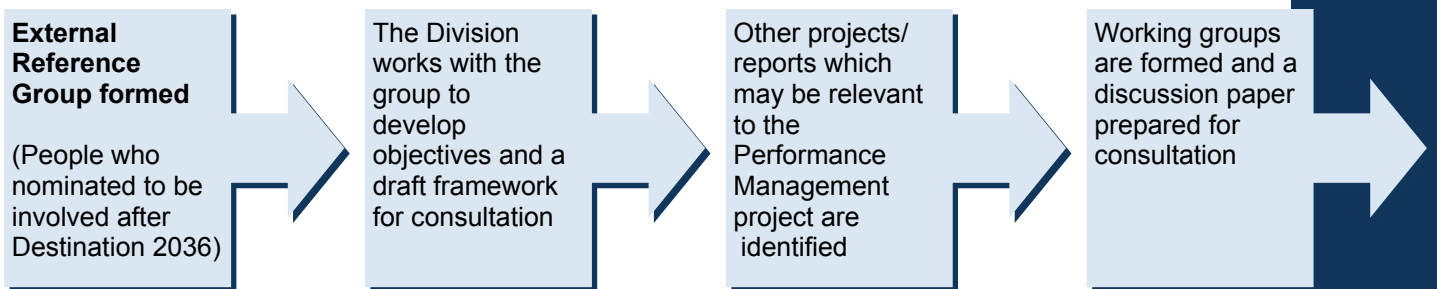 External
Reference
Group formed
(People who
nominated to be
involved after
Destination 2036)
The Division
works with the
group to
develop
objectives and a
draft framework
for consultation
Other projects/
reports which
may be relevant
to the
Performance
Management
project are
identified
Working groups
are formed and a
discussion paper
prepared for
consultation